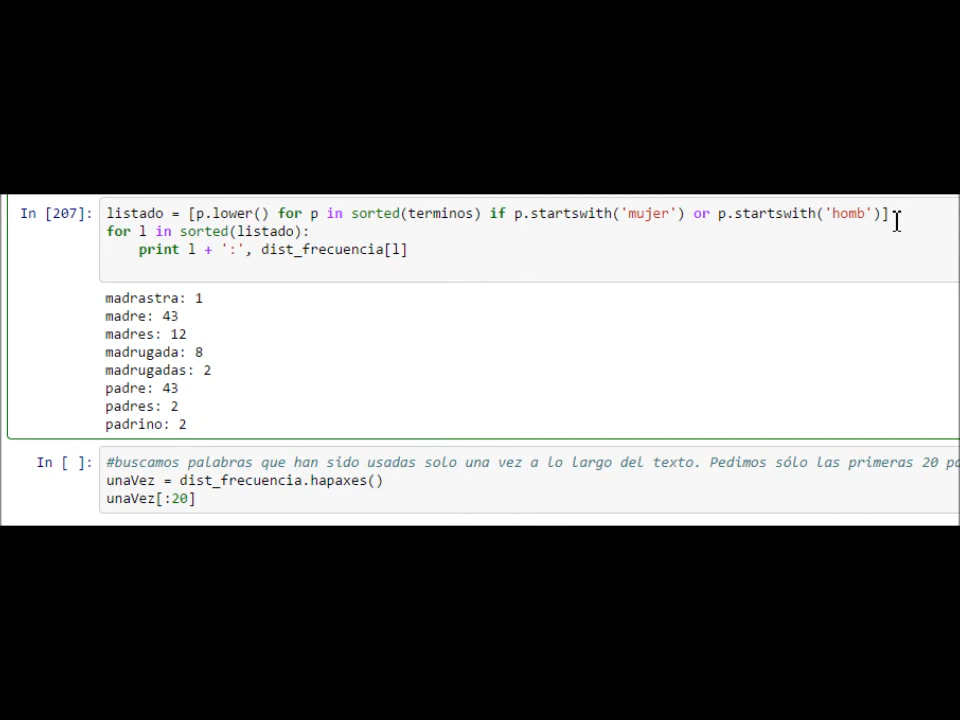 In [207]: listado = [p.lower() for p in sorted(terminos) if p.startswith('mujer') or p.startswith('homb')]
for l in sorted(listado):
print l + ':', dist_frecuencia[l]
madrastra: 1
madre: 43
madres: 12
madrugada: 8
madrugadas: 2
padre: 43
padres: 2
padrino: 2
In [ ]: #buscamos palabras que han sido usadas solo una vez a lo largo del texto. Pedimos sólo las primeras 20
unaVez = dist_frecuencia.hapaxes()
unaVez[:20]